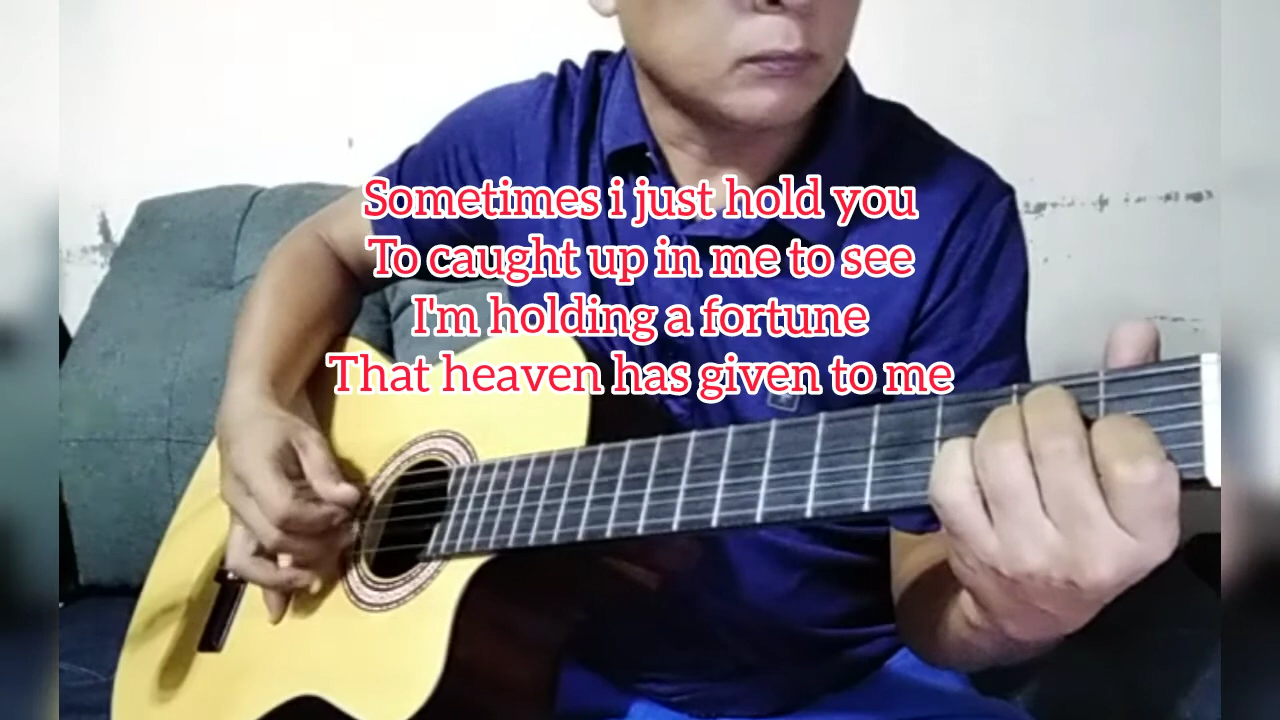 Sometimes i just hold you
To caught up in me to see
I'm holding a fortune
That heaven has given to me